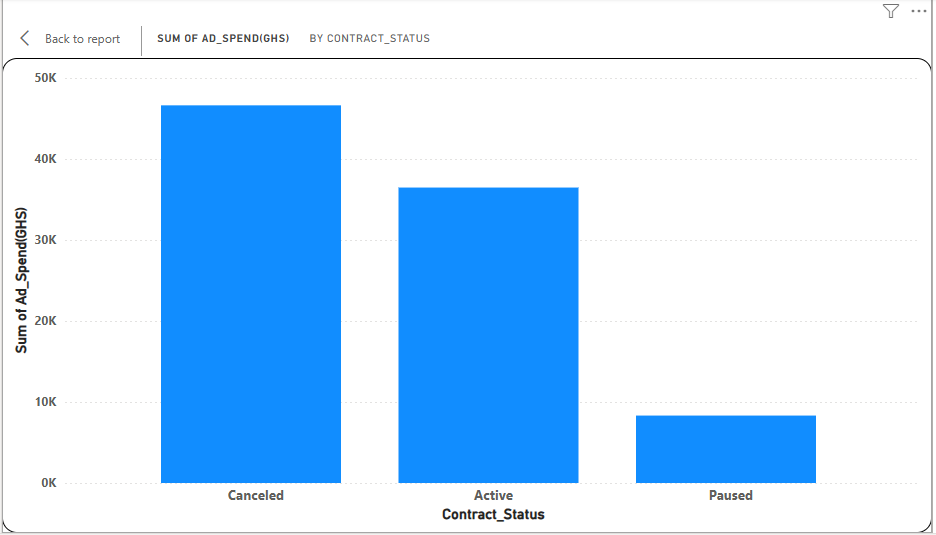 Back to report
SUM OF AD_SPEND(GHS) BY CONTRACT_STATUS
50K
40K
30K
20K
10K
0K
Sum of Ad_Spend(GHS)
Canceled Active Paused
Contract_Status